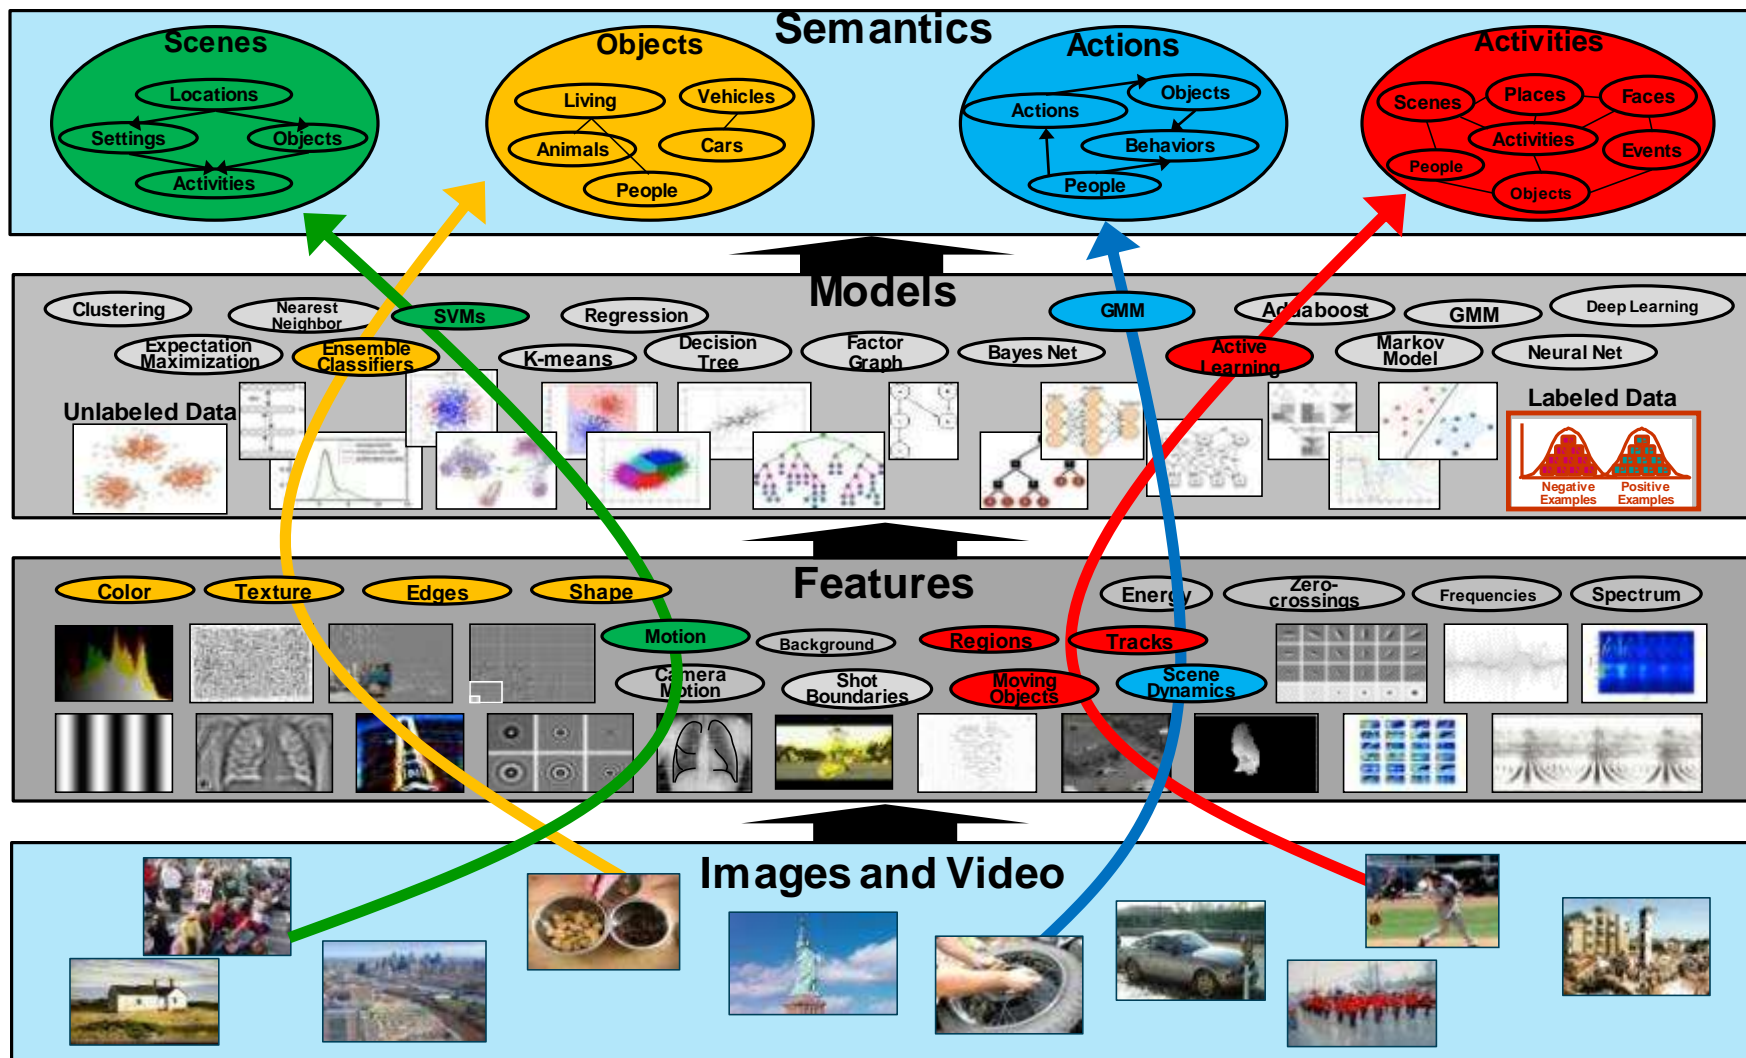 Semantics
Scenes
Locations
Settings
Objects
Activities
Objects
Living
Vehicles
Animals
Cars
People
Actions
Actions
Objects
Behaviors
People
Activities
Scenes
Places
Faces
Activities
People
Events
Objects
Models
Clustering
Nearest
Neighbor
SVMs
Regression
GMM
Addaboost
GMM
Deep Learning
Expectation
Maximization
Ensemble
Classifiers
K-means
Decision
Tree
Factor
Graph
Bayes Net
Active
Learning
Markov
Model
Neural Net
Unlabeled Data
Labeled Data
Negative
Examples
Positive
Examples
Features
Color
Texture
Edges
Shape
Energy
Zero-
crossings
Frequencies
Spectrum
Motion
Background
Regions
Tracks
Camera
Motion
Shot
Boundaries
Moving
Objects
Scene
Dynamics
Images and Video